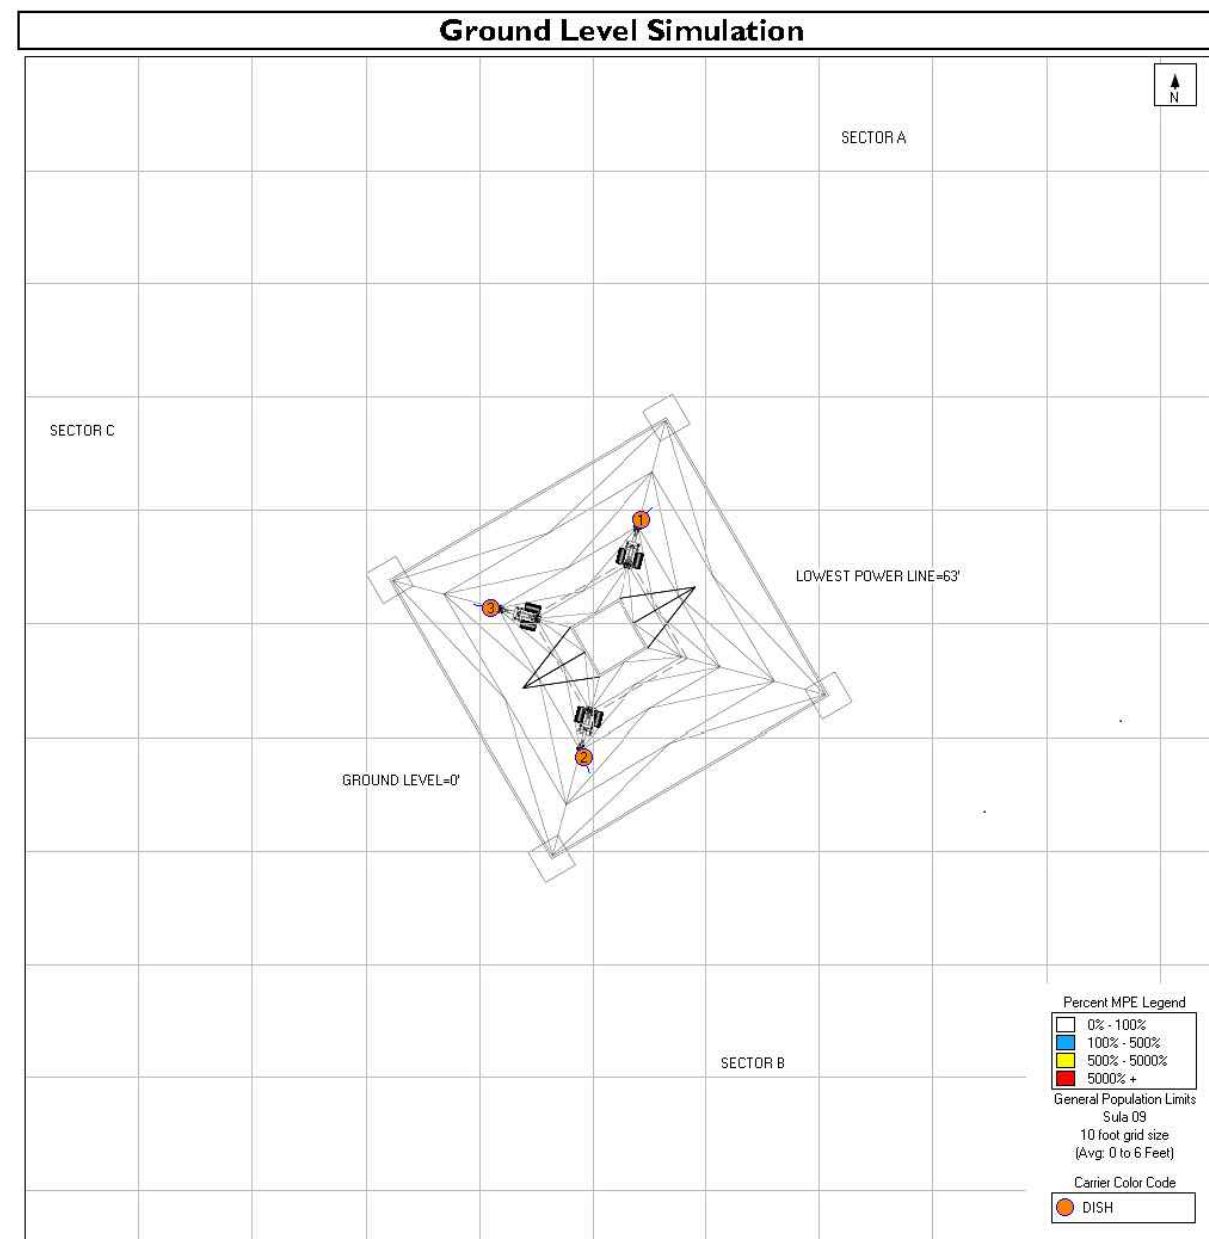 Ground Level Simulation
N
SECTOR A
SECTOR C
1
LOWEST POWER LINE=63'
3
2
GROUND LEVEL=0'
SECTOR B
Percent MPE Legend
0% - 100%
100% - 500%
500% - 5000%
5000% +
General Population Limits
Sula 09
10 foot grid size
(Avg: 0 to 6 Feet)
Carrier Color Code
DISH